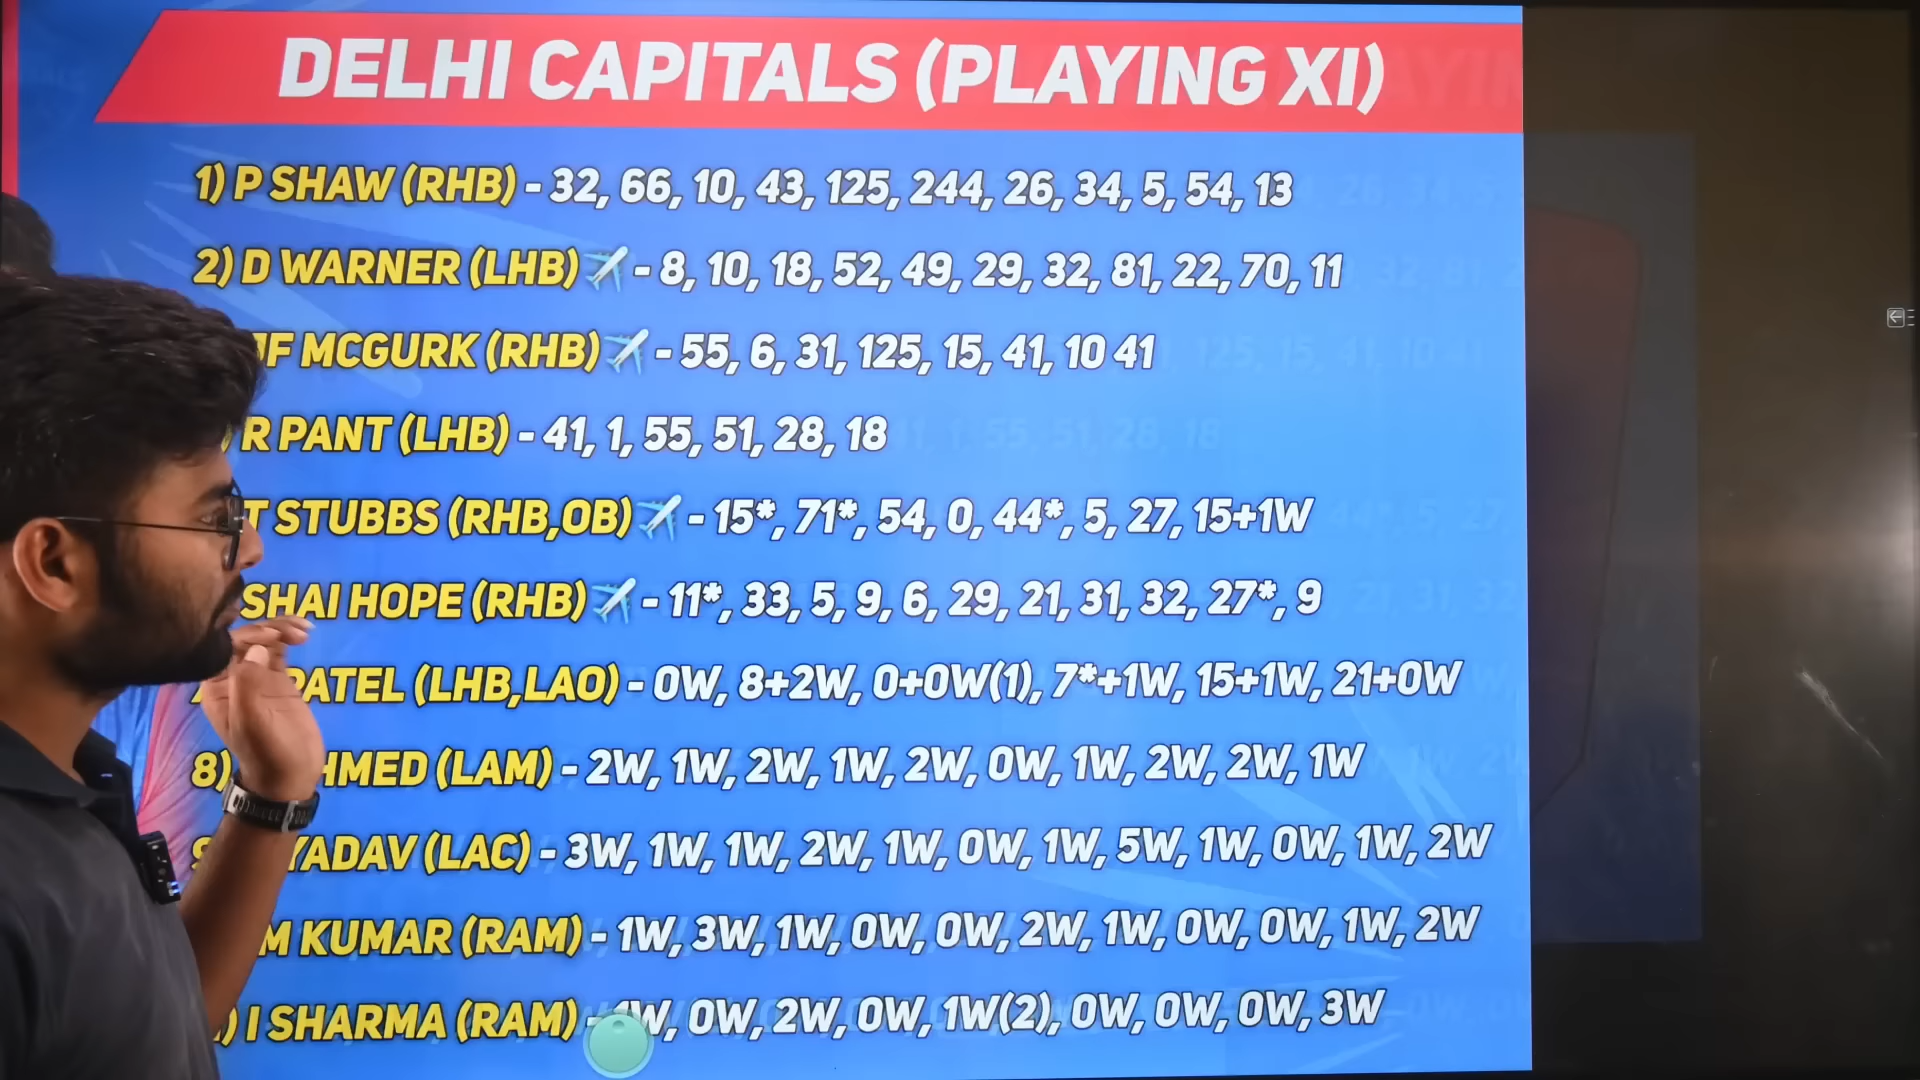 DELHI CAPITALS (PLAYING XI)
1) P SHAW (RHB) - 32, 66, 10, 43, 125, 244, 26, 34, 5, 54, 13
2) D WARNER (LHB) - 8, 10, 18, 52, 49, 29, 32, 81, 22, 70, 11
JF MCGURK (RHB) - 55, 6, 31, 125, 15, 41, 10 41
R PANT (LHB) - 41, 1, 55, 51, 28, 18
T STUBBS (RHB,OB) - 15*, 71*, 54, 0, 44*, 5, 27, 15+1W
SHAI HOPE (RHB) - 11*, 33, 5, 9, 6, 29, 21, 31, 32, 27*, 9
PATEL (LHB,LAO) - 0W, 8+2W, 0+0W(1), 7*+1W, 15+1W, 21+0W
8) HMED (LAM) - 2W, 1W, 2W, 1W, 2W, 0W, 1W, 2W, 2W, 1W
YADAV (LAC) - 3W, 1W, 1W, 2W, 1W, 0W, 1W, 5W, 1W, 0W, 1W, 2W
M KUMAR (RAM) - 1W, 3W, 1W, 0W, 0W, 2W, 1W, 0W, 0W, 1W, 2W
) I SHARMA (RAM) - 1W, 0W, 2W, 0W, 1W(2), 0W, 0W, 0W, 3W